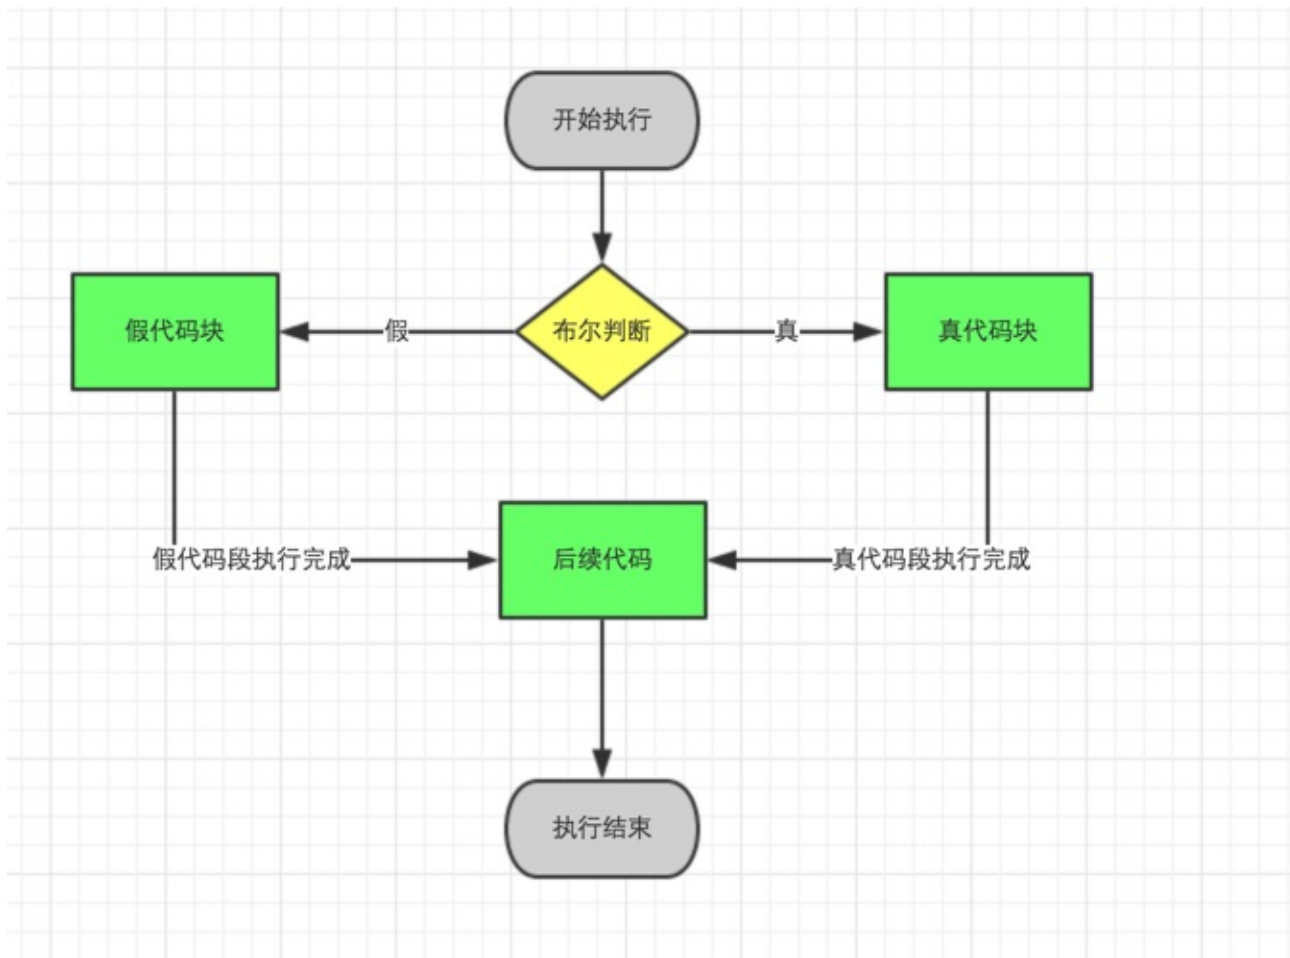 开始执行
假代码块
假
布尔判断
真
真代码块
假代码段执行完成
后续代码
真代码段执行完成
执行结束